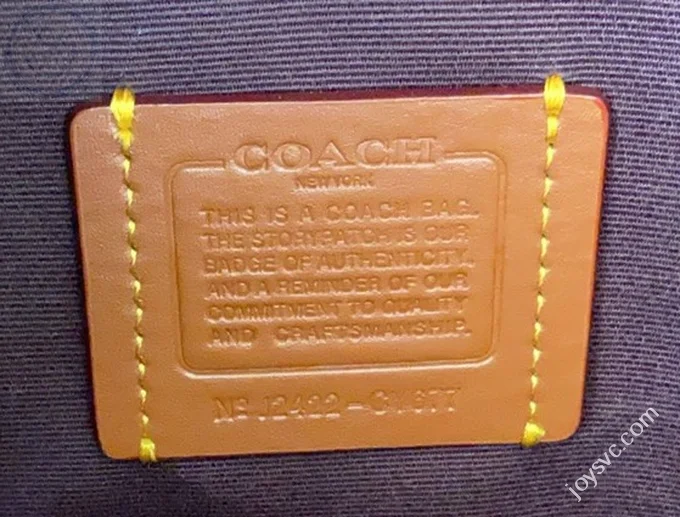 COACH
NEW YORK
THIS IS A COACH BAG.
THE STORYPATCH IS OUR
BADGE OF AUTHENTICITY.
AND A REMINDER OF OUR
COMMITMENT TO QUALITY
AND CRAFTSMANSHIP.
Nº J2422-C1677
joysvc.com